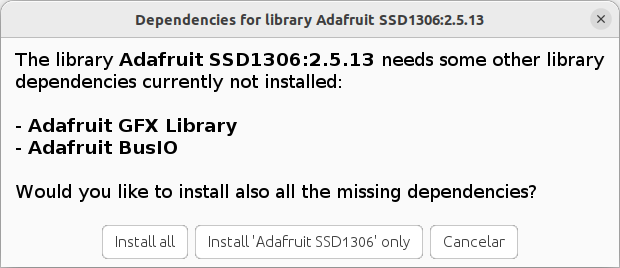 Dependencies for library Adafruit SSD1306:2.5.13
The library Adafruit SSD1306:2.5.13 needs some other library
dependencies currently not installed:
- Adafruit GFX Library
- Adafruit BusIO
Would you like to install also all the missing dependencies?
Install all
Install 'Adafruit SSD1306' only
Cancelar